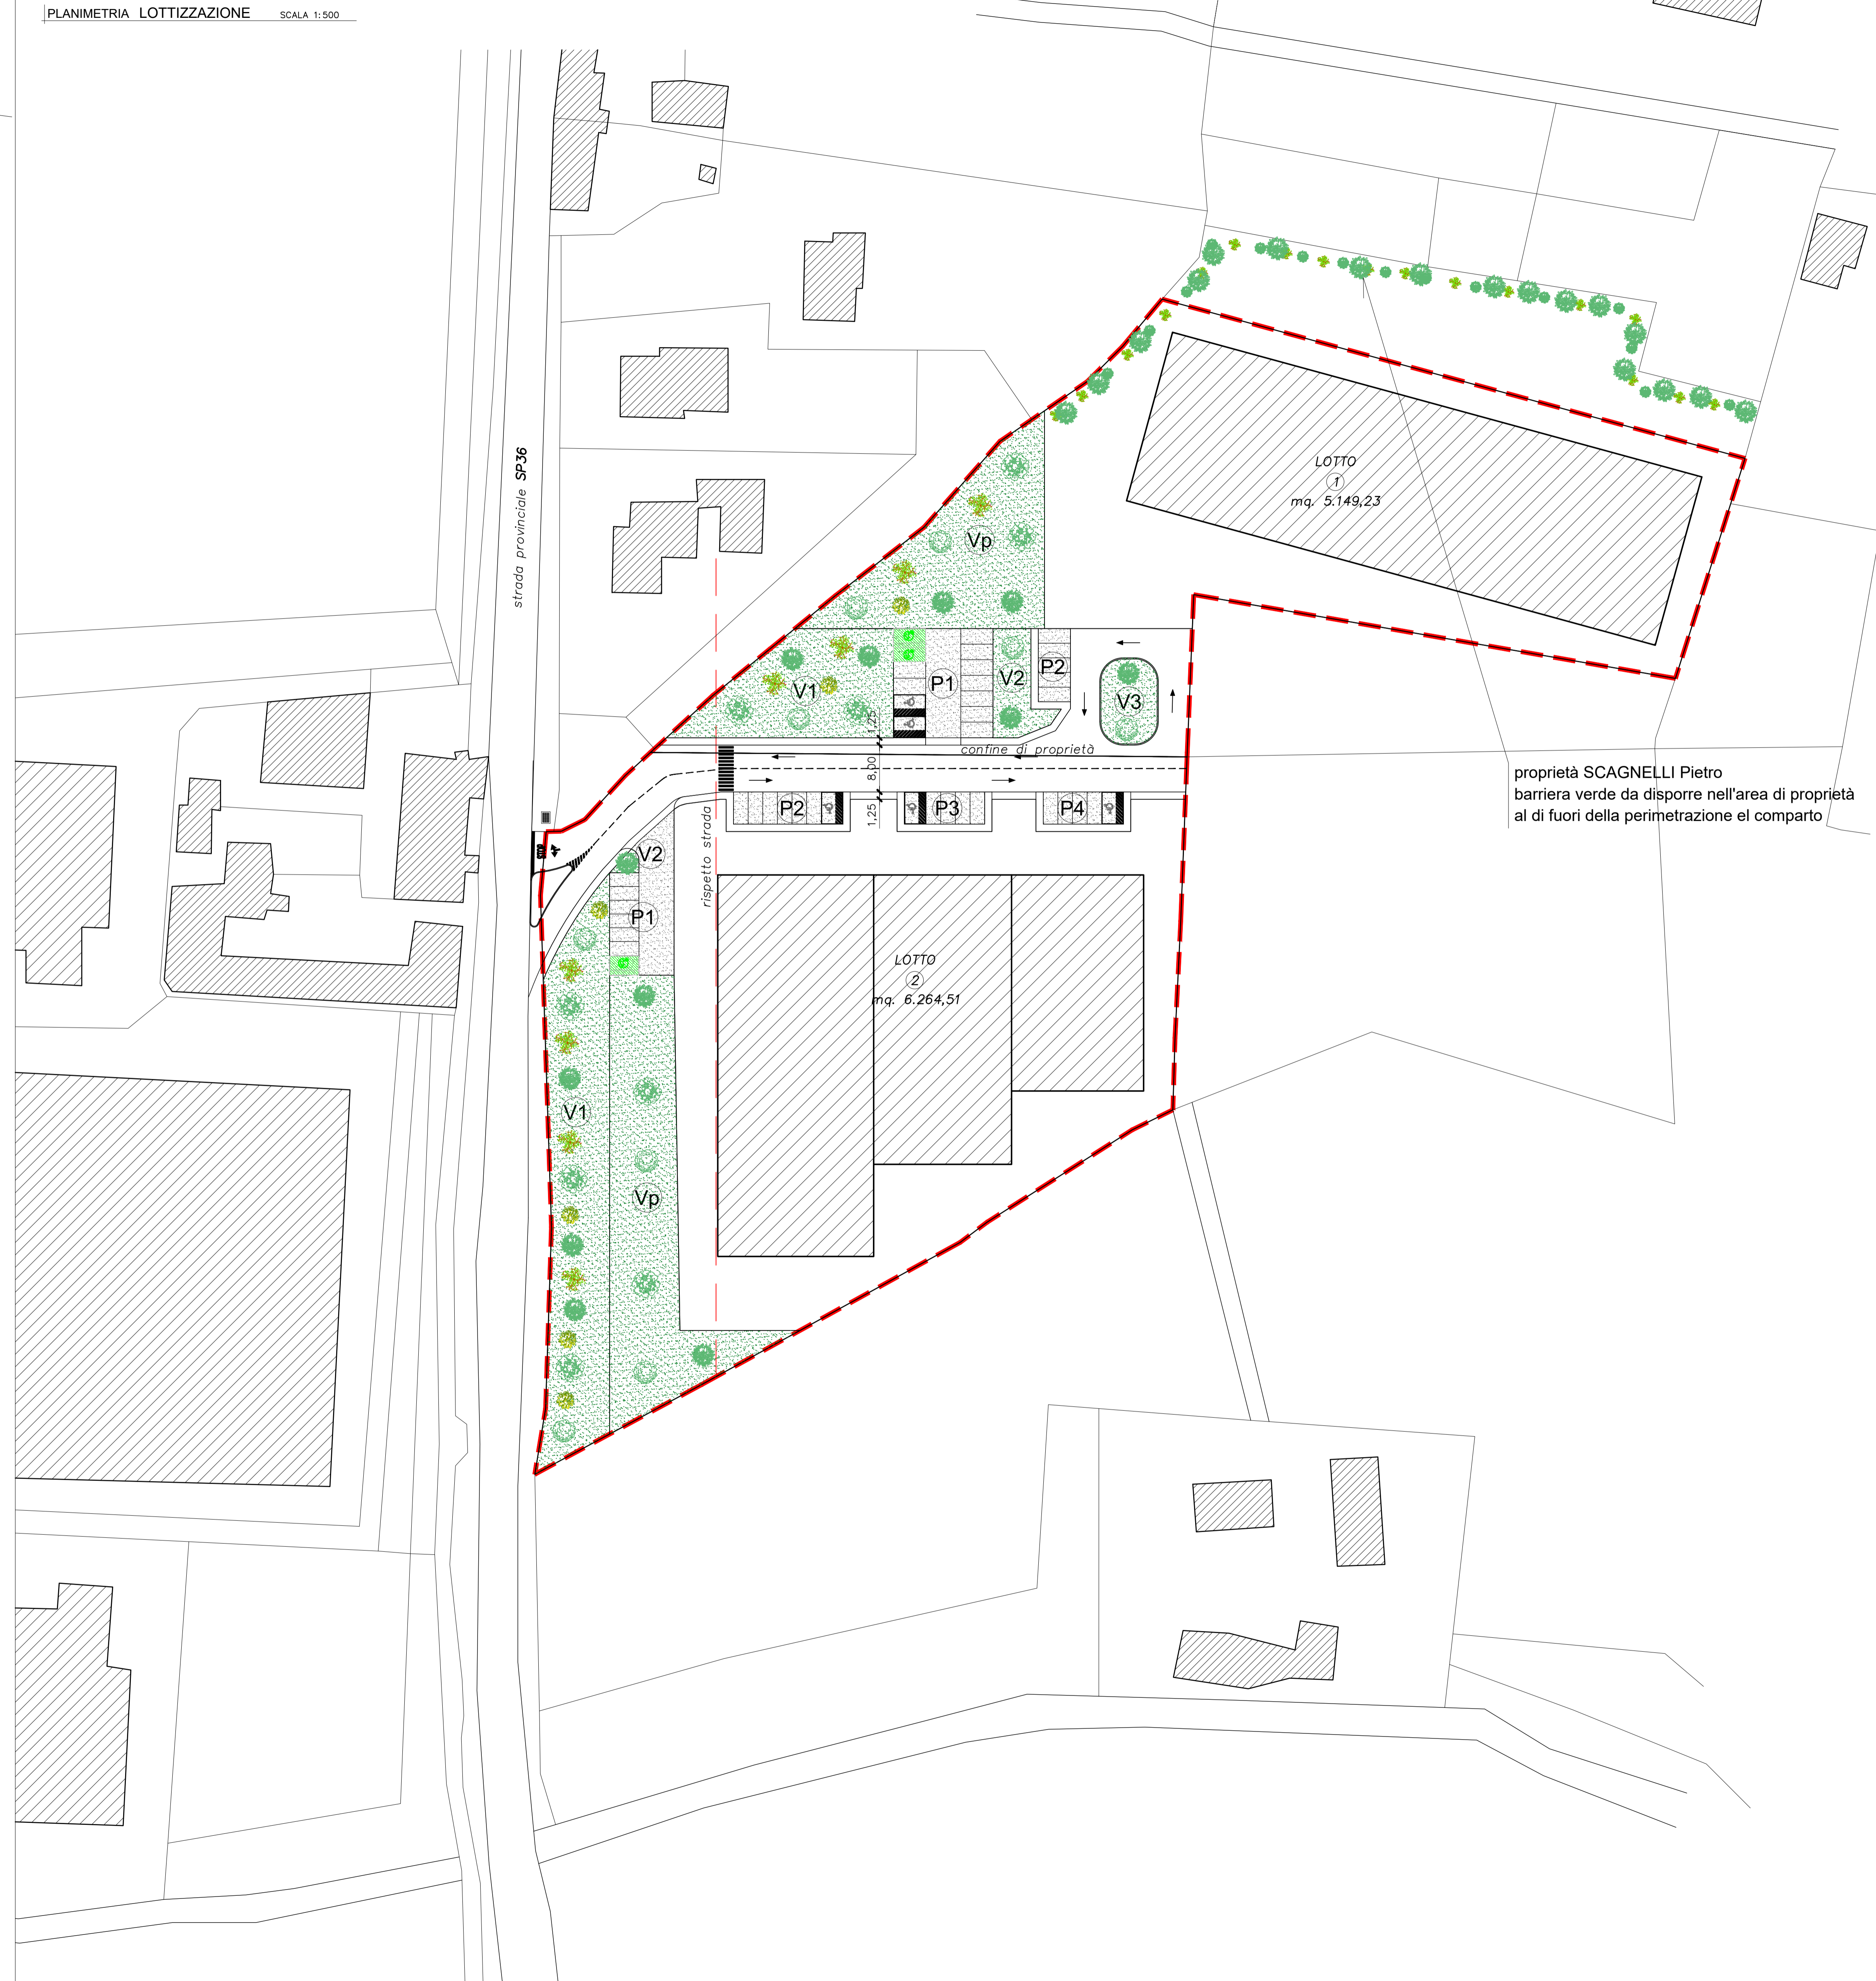 PLANIMETRIA LOTTIZZAZIONE SCALA 1:500
strada provinciale SP36
LOTTO
1
mq. 5.149,23
Vp
V1
P1
V2
P2
V3
1,25
confine di proprietà
8,00
1,25
P2
P3
P4
proprietà SCAGNELLI Pietro
barriera verde da disporre nell'area di proprietà
al di fuori della perimetrazione el comparto
STOP
rispetto strada
V2
P1
LOTTO
2
mq. 6.264,51
V1
Vp